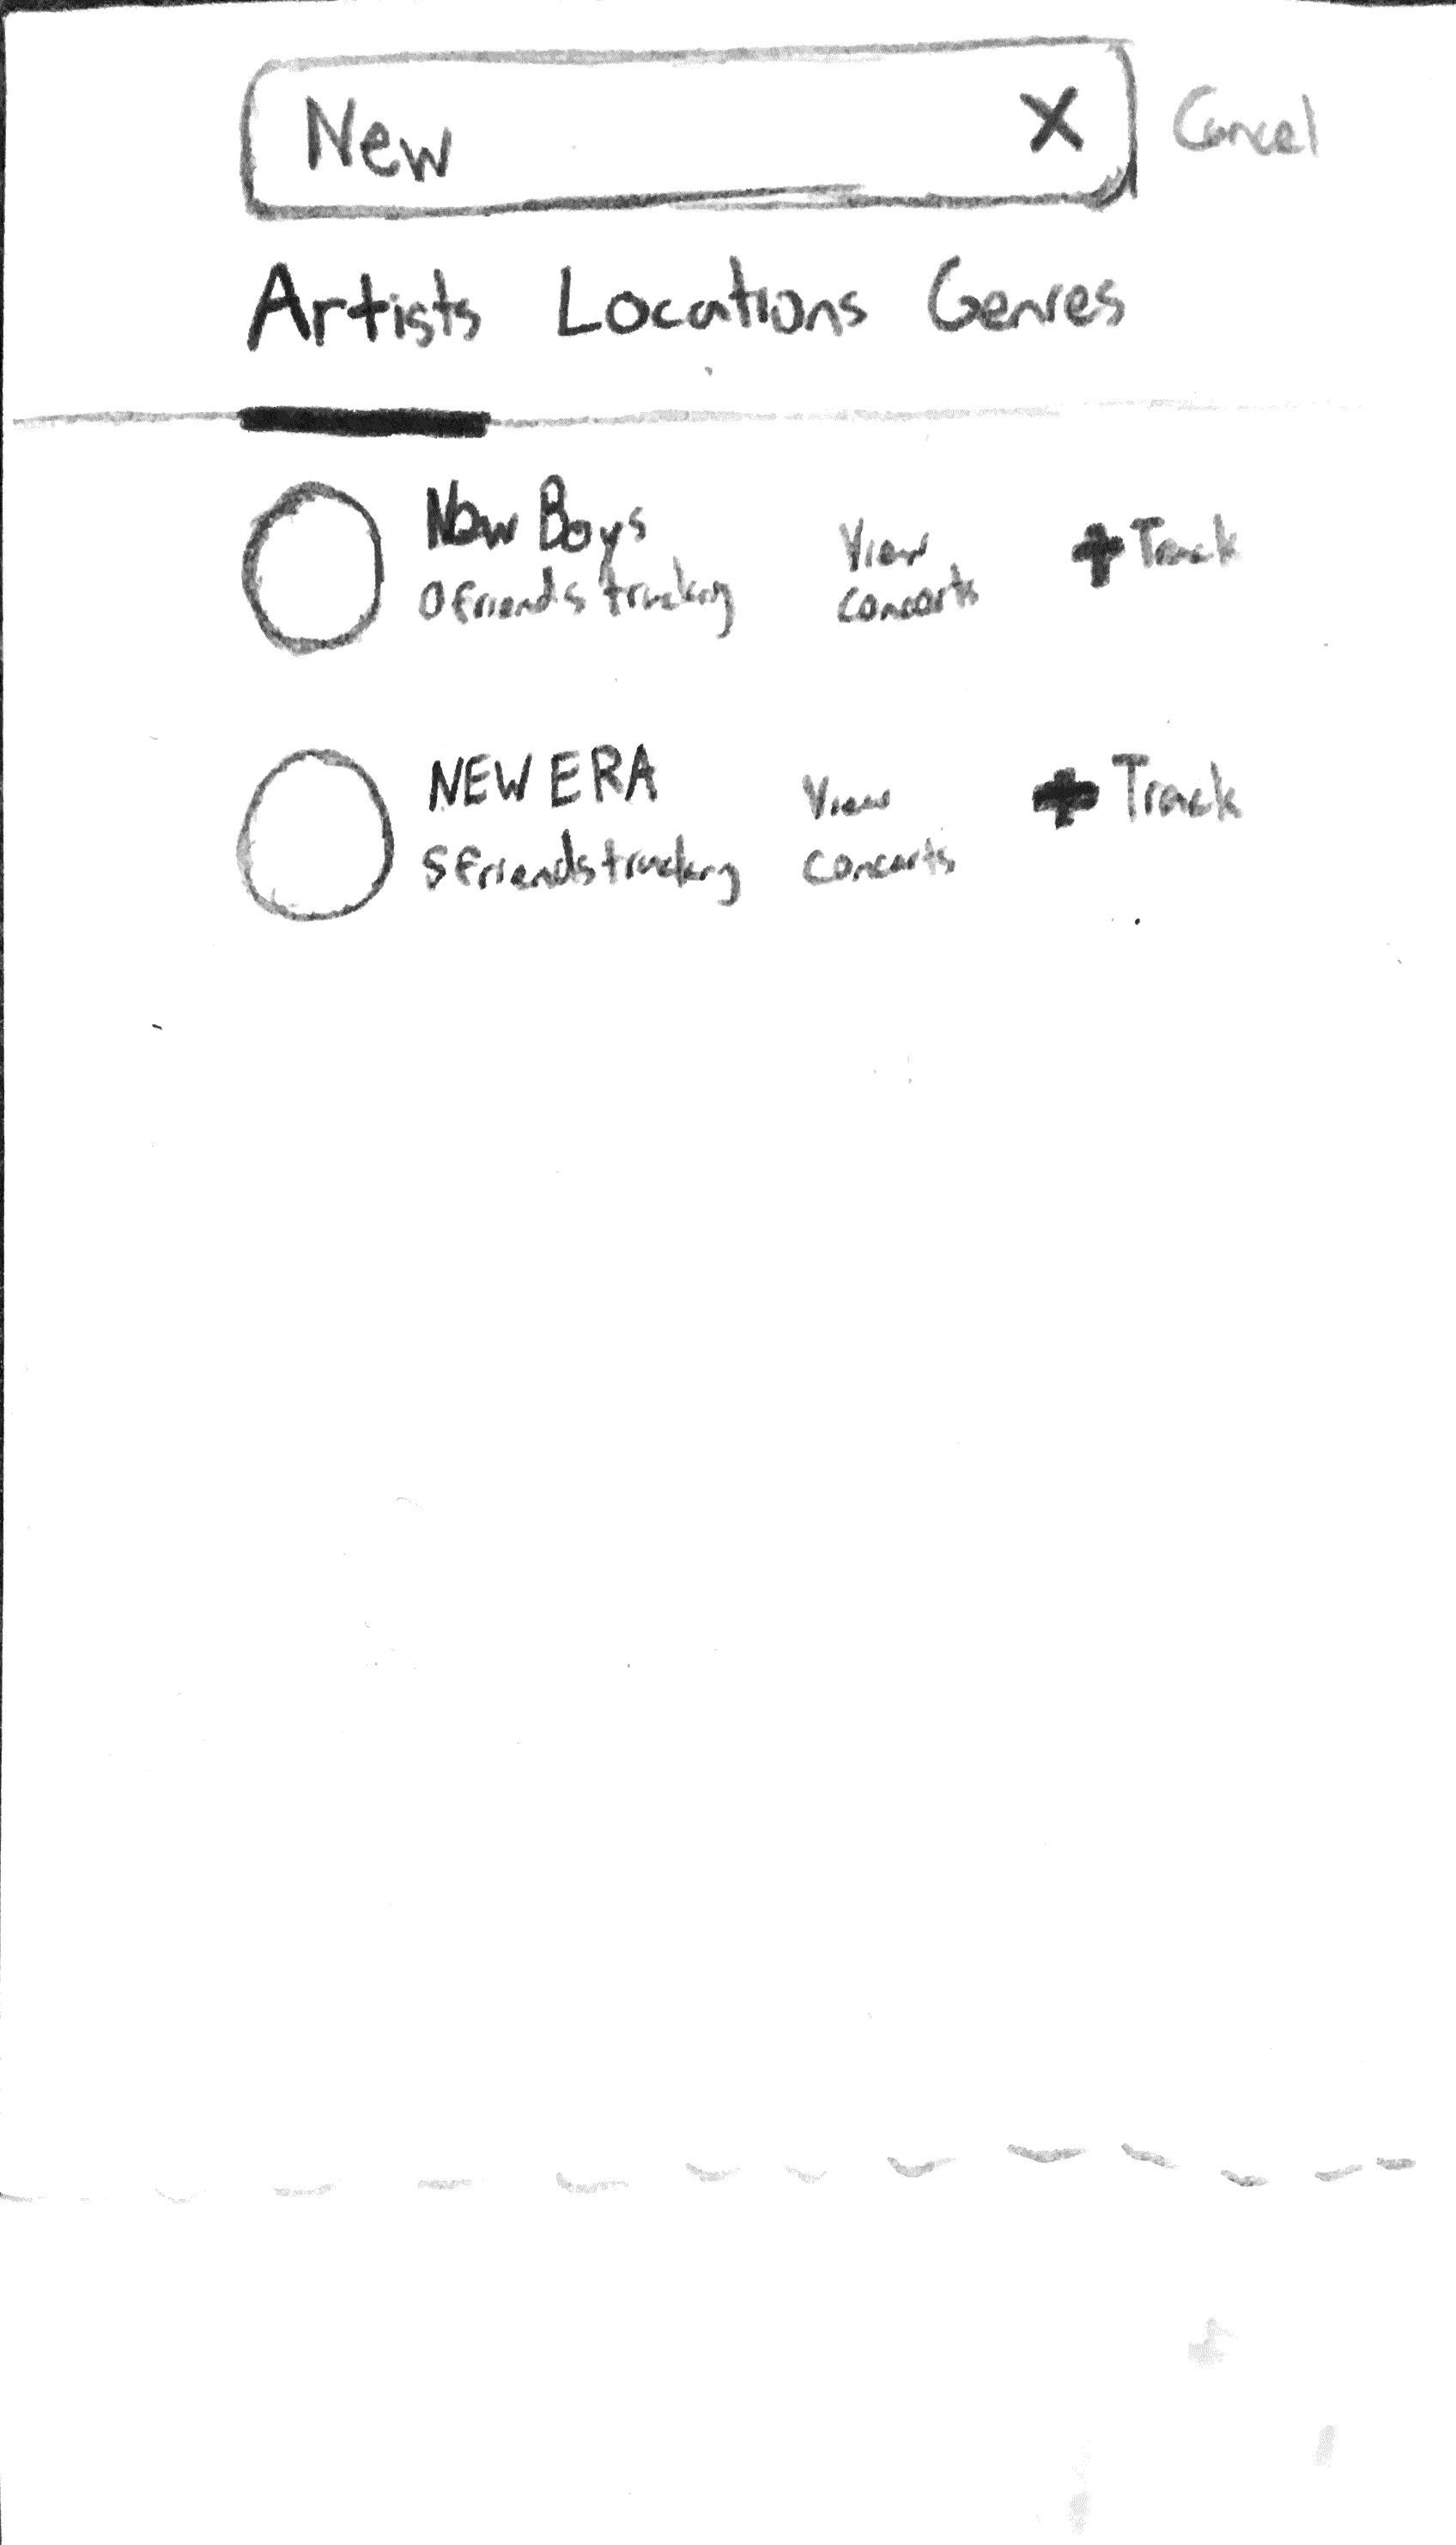 New X Cancel
Artists Locations Genres
New Boys
0 friends tracking
View
concerts
+ Track
NEW ERA
5 friends tracking
View
concerts
+ Track